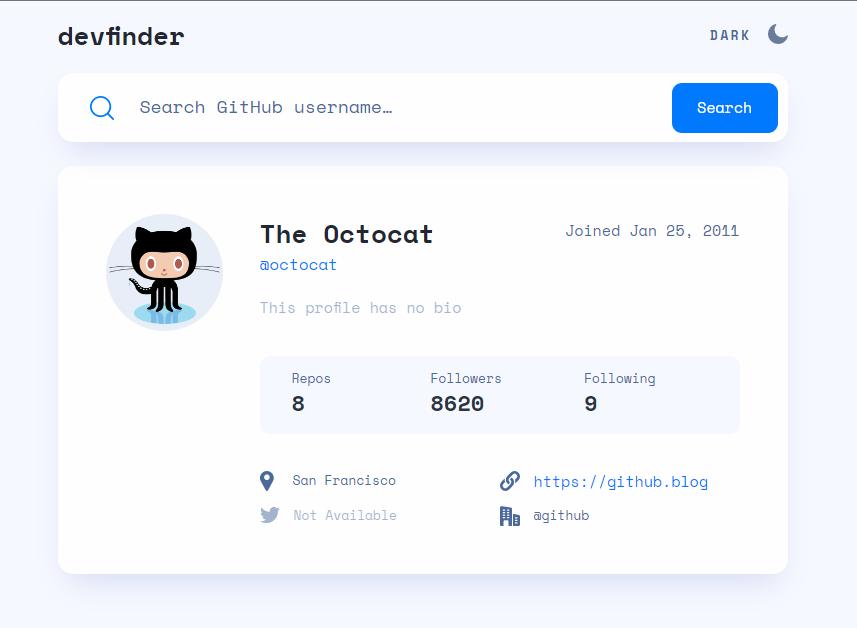 devfinder
DARK
Search GitHub username…
Search
The Octocat
Joined Jan 25, 2011
@octocat
This profile has no bio
Repos Followers Following
8 8620 9
San Francisco
https://github.blog
Not Available
@github